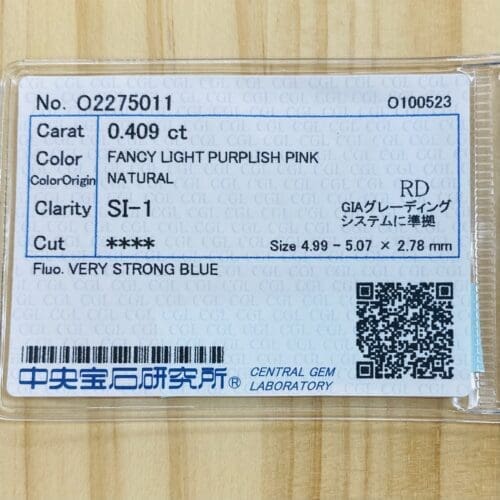 No. O2275011 O100523
Carat 0.409 ct
Color FANCY LIGHT PURPLISH PINK
ColorOrigin NATURAL
RD
Clarity SI-1 GIAグレーディング
システムに準拠
Cut **** Size 4.99 - 5.07 × 2.78 mm
Fluo. VERY STRONG BLUE
中央宝石研究所® CENTRAL GEM
LABORATORY